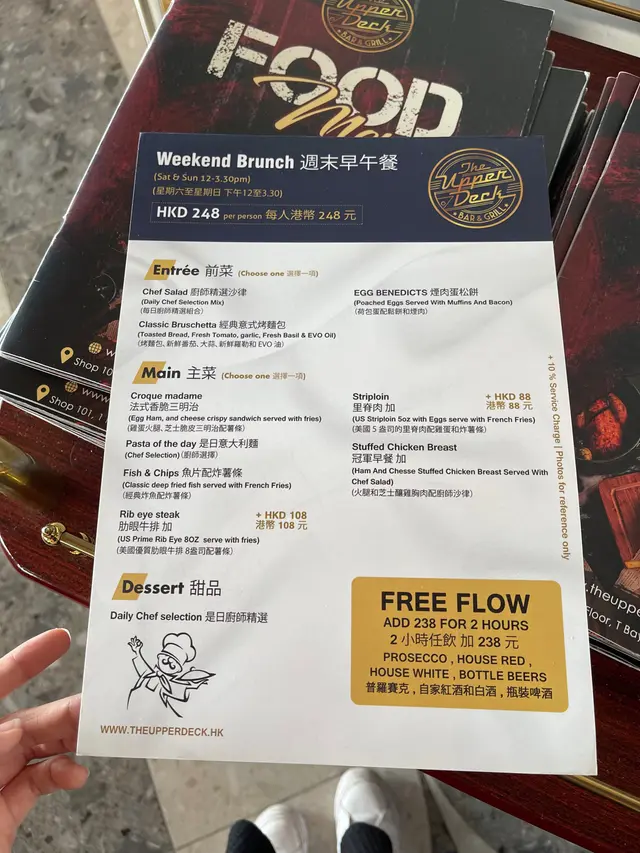 The
Upper
Deck
BAR & GRILL
FOOD
Menu
Weekend Brunch 週末早午餐
(Sat & Sun 12-3.30pm)
(星期六至星期日 下午12至3.30)
HKD 248 per person 每人港幣 248 元
The
Upper
Deck
BAR & GRILL
Entrée 前菜 (Choose one 選擇一項)
Chef Salad 廚師精選沙律
(Daily Chef Selection Mix)
(每日廚師精選組合)
Classic Bruschetta 經典意式烤麵包
(Toasted Bread, Fresh Tomato, garlic, Fresh Basil & EVO Oil)
(烤麵包、新鮮番茄、大蒜、新鮮羅勒和 EVO 油)
EGG BENEDICTS 煙肉蛋松餅
(Poached Eggs Served With Muffins And Bacon)
(荷包蛋配鬆餅和煙肉)
Main 主菜 (Choose one 選擇一項)
Croque madame
法式香脆三明治
(Egg Ham, and cheese crispy sandwich served with fries)
(雞蛋火腿、芝士脆皮三明治配薯條)
Pasta of the day 是日意大利麵
(Chef Selection) (廚師選擇)
Fish & Chips 魚片配炸薯條
(Classic deep fried fish served with French Fries)
(經典炸魚配炸薯條)
Rib eye steak + HKD 108
肋眼牛排 加 港幣 108 元
(US Prime Rib Eye 8OZ serve with fries)
(美國優質肋眼牛排 8盎司配薯條)
Striploin + HKD 88
里脊肉 加 港幣 88 元
(US Striploin 5oz with Eggs serve with French Fries)
(美國 5 盎司的里脊肉配雞蛋和炸薯條)
Stuffed Chicken Breast
冠軍早餐 加
(Ham And Chesse Stuffed Chicken Breast Served With
Chef Salad)
(火腿和芝士釀雞胸肉配廚師沙律)
+ 10 % Service Charge | Photos for reference only
Dessert 甜品
Daily Chef selection 是日廚師精選
FREE FLOW
ADD 238 FOR 2 HOURS
2 小時任飲 加 238 元
PROSECCO , HOUSE RED ,
HOUSE WHITE , BOTTLE BEERS
普羅賽克 , 自家紅酒和白酒 , 瓶裝啤酒
WWW.THEUPPERDECK.HK
Shop 101, 1
www
Shop 101, 1
.theuppe
Floor, T Bay